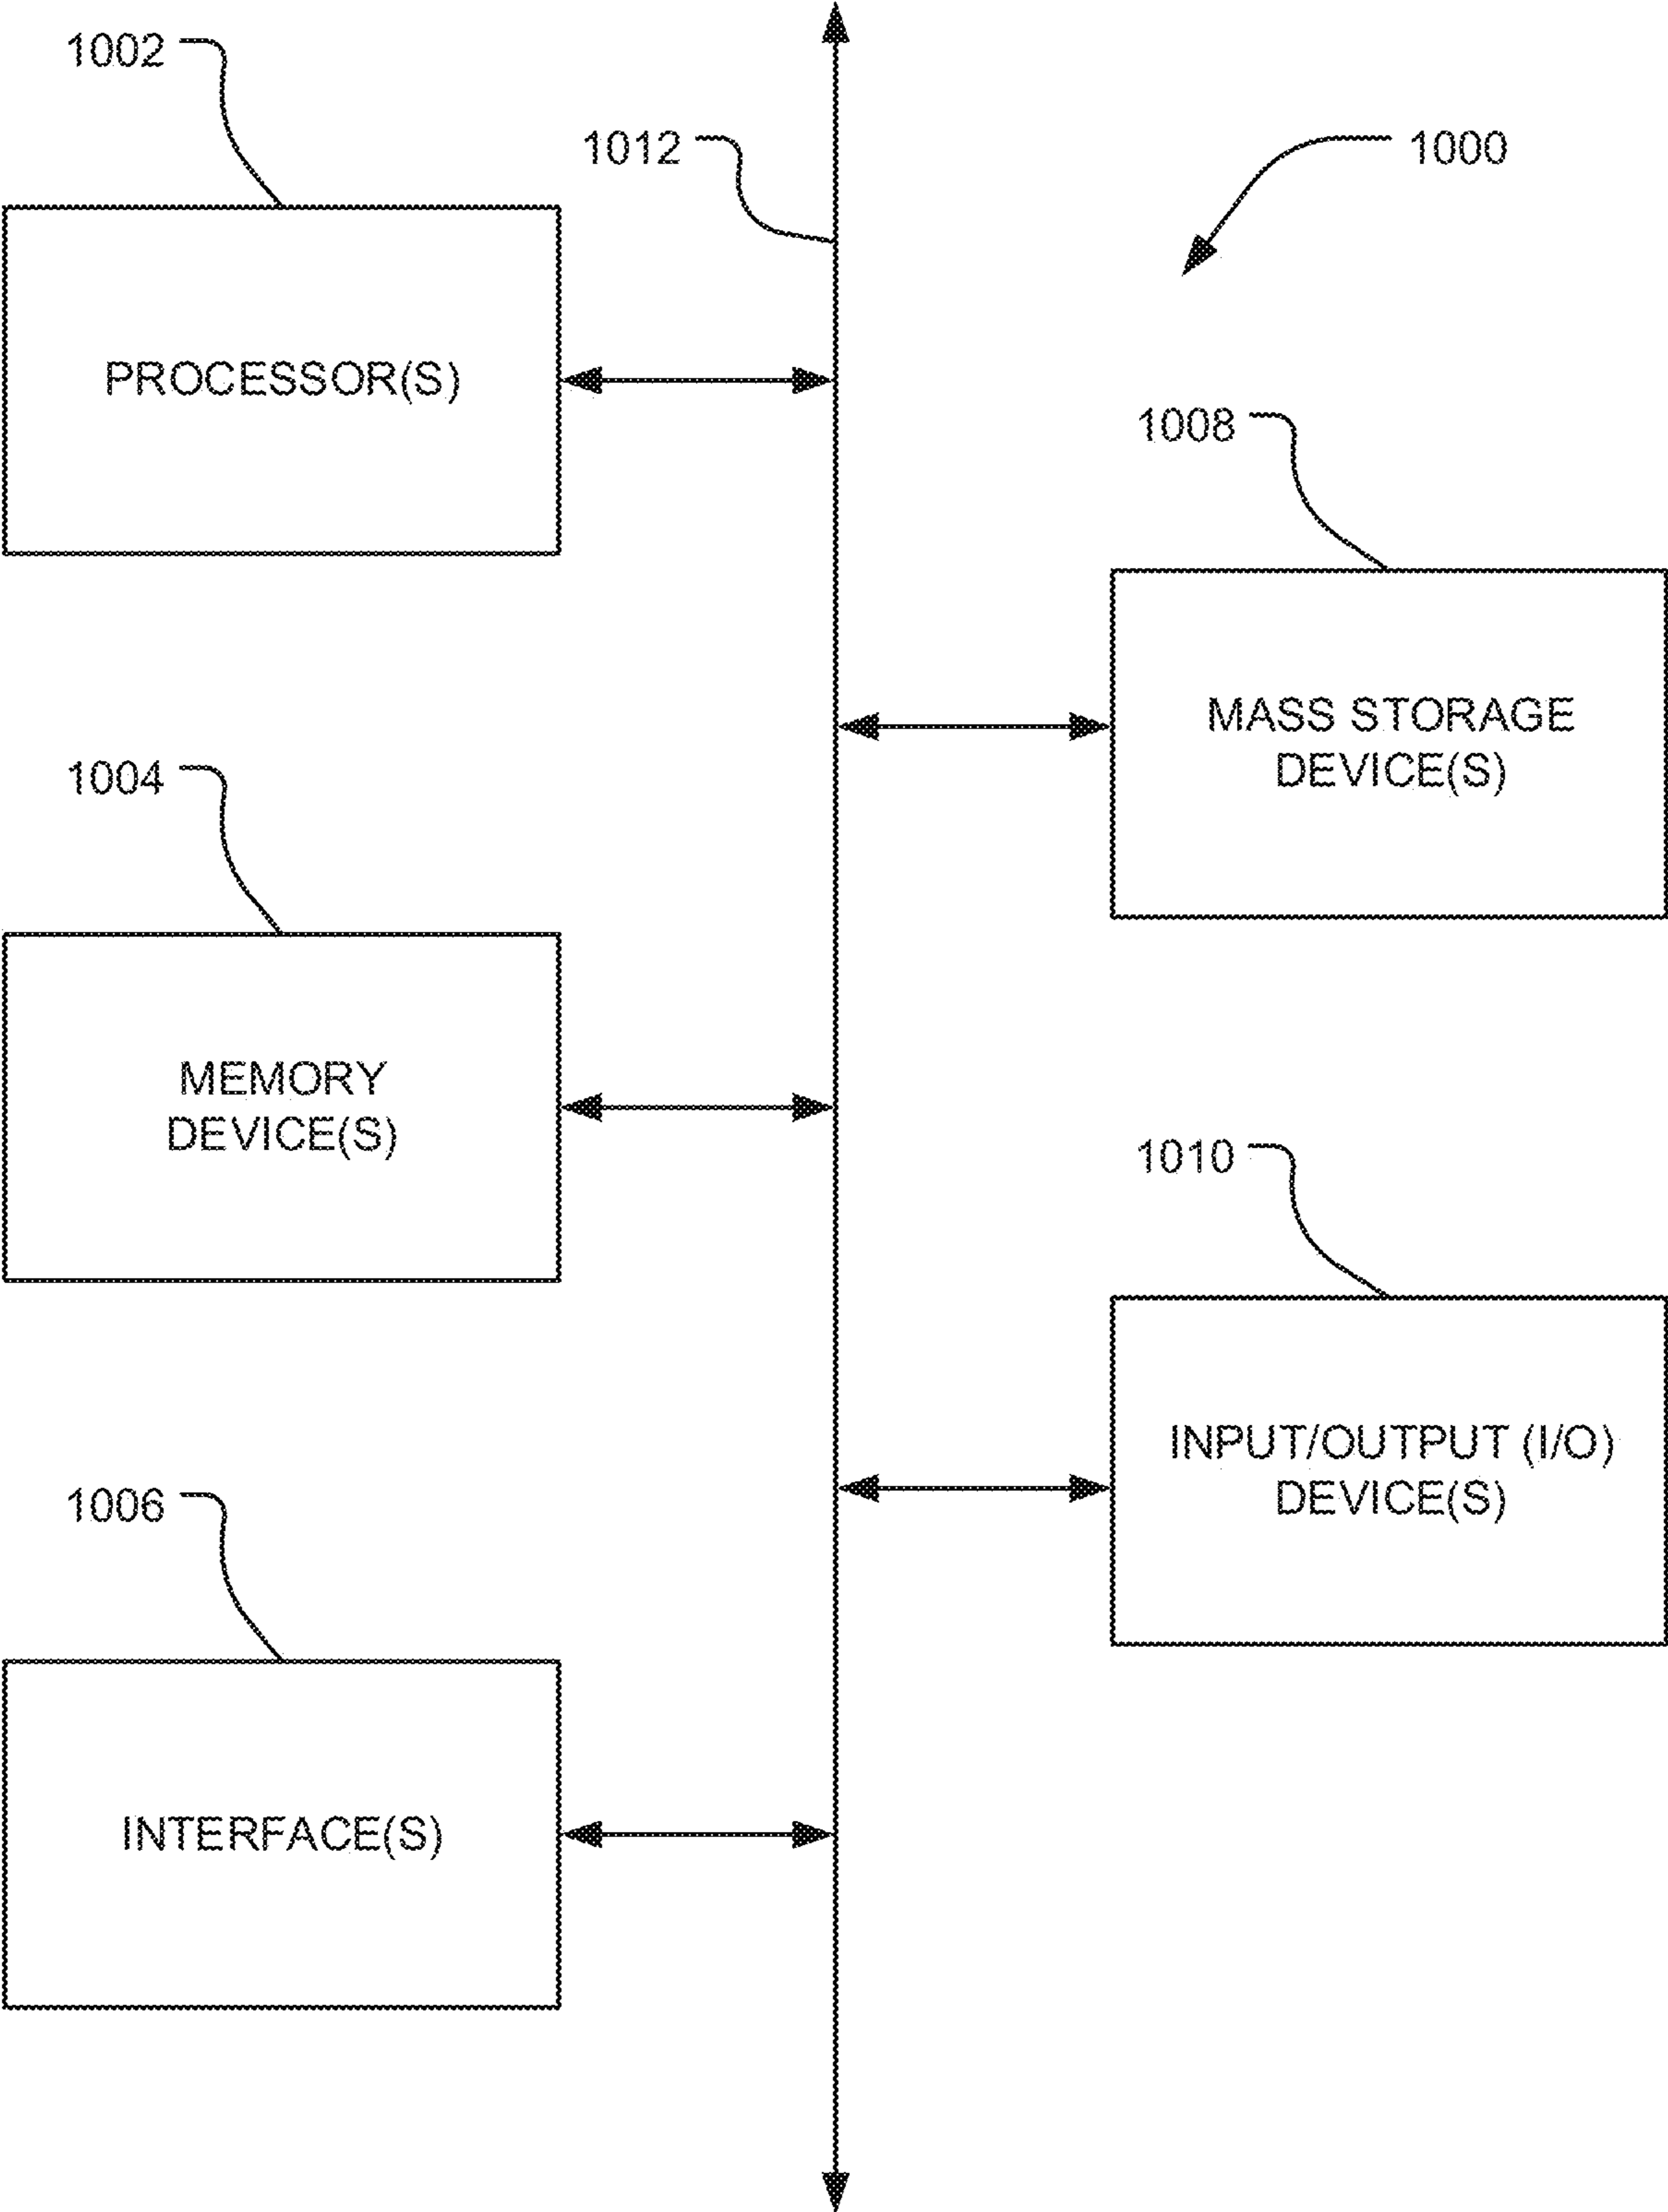 1002
1012
1000
PROCESSOR(S)
1008
MASS STORAGE
DEVICE(S)
1004
MEMORY
DEVICE(S)
1010
INPUT/OUTPUT (I/O)
DEVICE(S)
1006
INTERFACE(S)